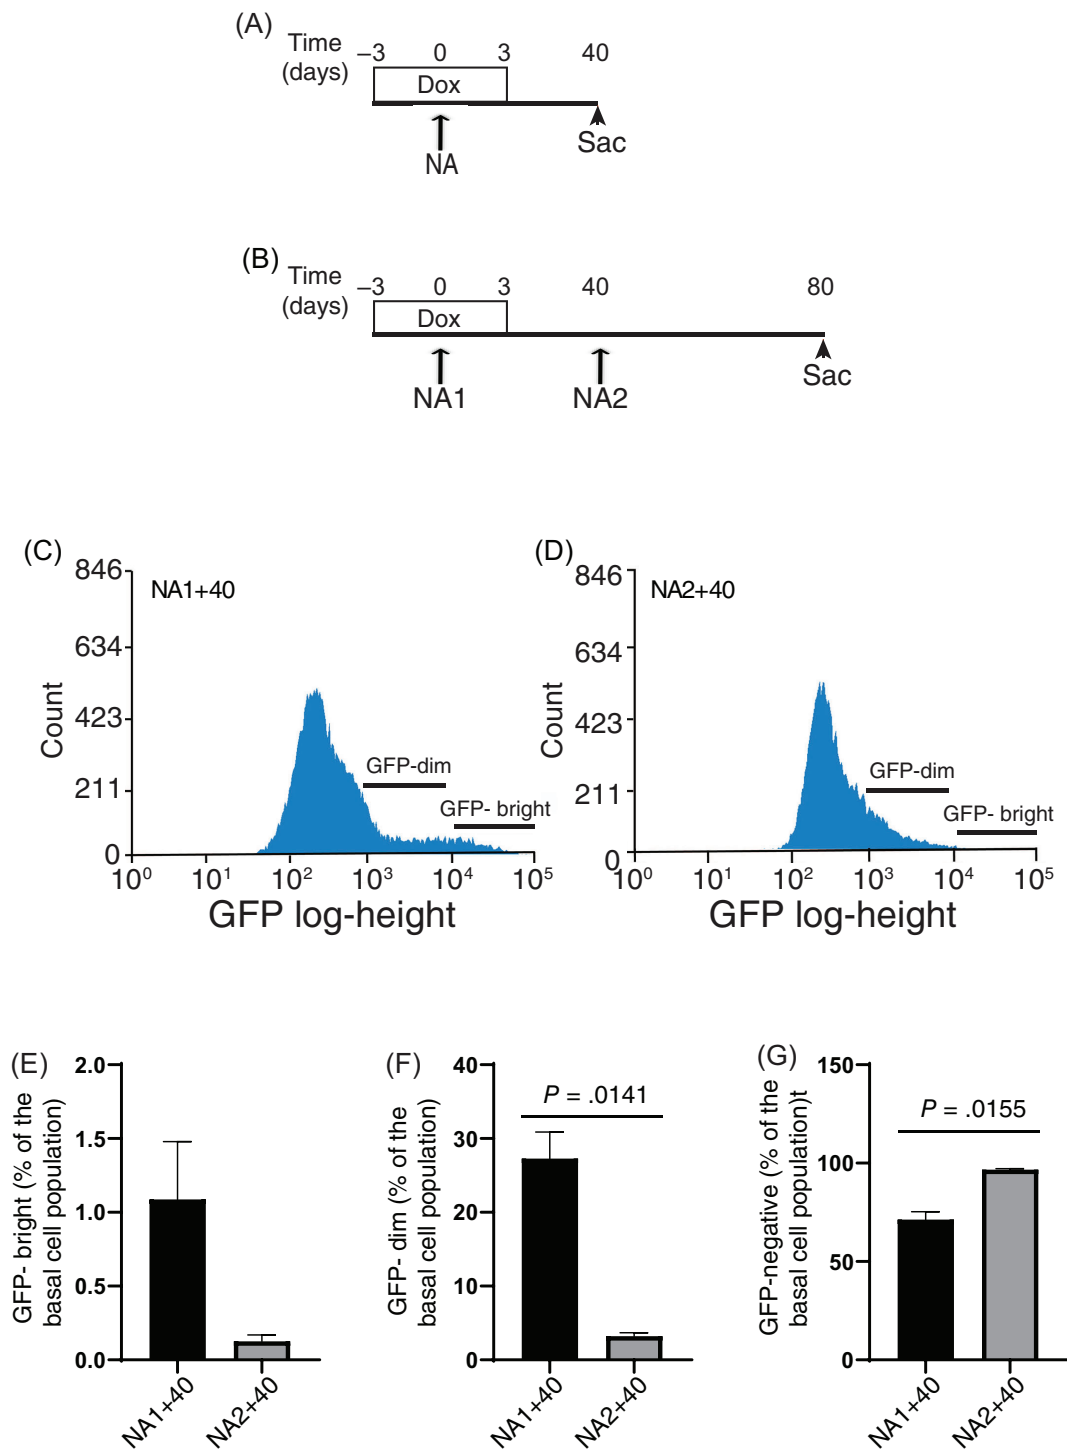 (A)
Time
(days)
–3 0 3 40
Dox
NA
Sac
(B)
Time
(days)
–3 0 3 40 80
Dox
NA1 NA2
Sac
(C)
846
634
423
211
0
Count
NA1+40
GFP-dim
GFP- bright
10⁰ 10¹ 10² 10³ 10⁴ 10⁵
GFP log-height
(D)
846
634
423
211
0
Count
NA2+40
GFP-dim
GFP- bright
10⁰ 10¹ 10² 10³ 10⁴ 10⁵
GFP log-height
(E)
GFP- bright (% of the
basal cell population)
2.0
1.5
1.0
0.5
0.0
NA1+40
NA2+40
(F)
GFP- dim (% of the
basal cell population)
40
30
20
10
0
P = .0141
NA1+40
NA2+40
(G)
GFP-negative (% of the
basal cell population)t
150
100
50
0
P = .0155
NA1+40
NA2+40